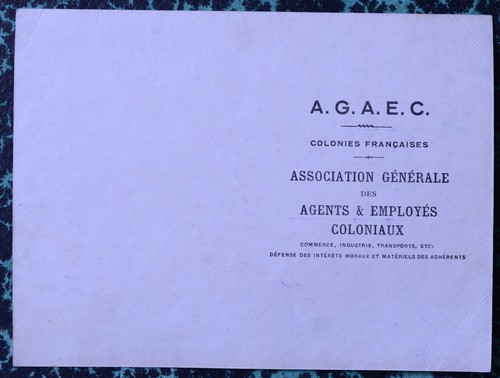 A. G. A. E. C.
COLONIES FRANÇAISES
ASSOCIATION GÉNÉRALE
DES
AGENTS & EMPLOYÉS
COLONIAUX
COMMERCE, INDUSTRIE, TRANSPORTS, ETC.
DÉFENSE DES INTÉRÊTS MORAUX ET MATÉRIELS DES ADHÉRENTS